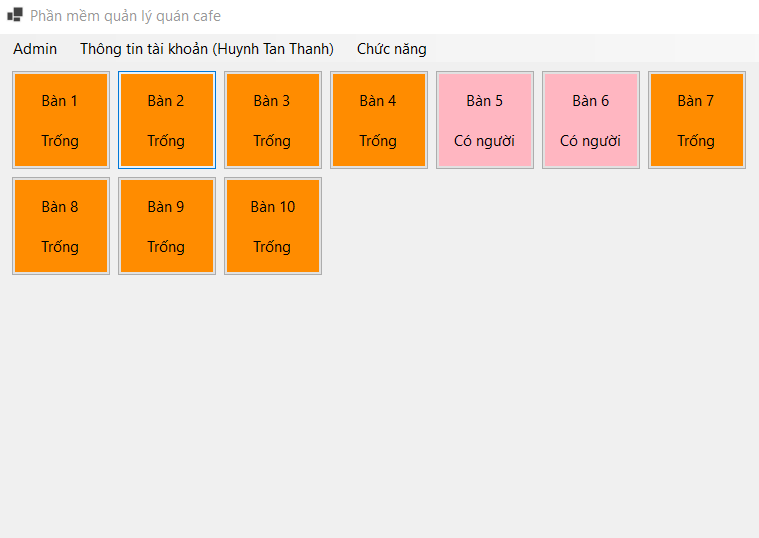 Phần mềm quản lý quán cafe
Admin Thông tin tài khoản (Huynh Tan Thanh) Chức năng
Bàn 1 Bàn 2 Bàn 3 Bàn 4 Bàn 5 Bàn 6 Bàn 7
Trống Trống Trống Trống Có người Có người Trống
Bàn 8 Bàn 9 Bàn 10
Trống Trống Trống